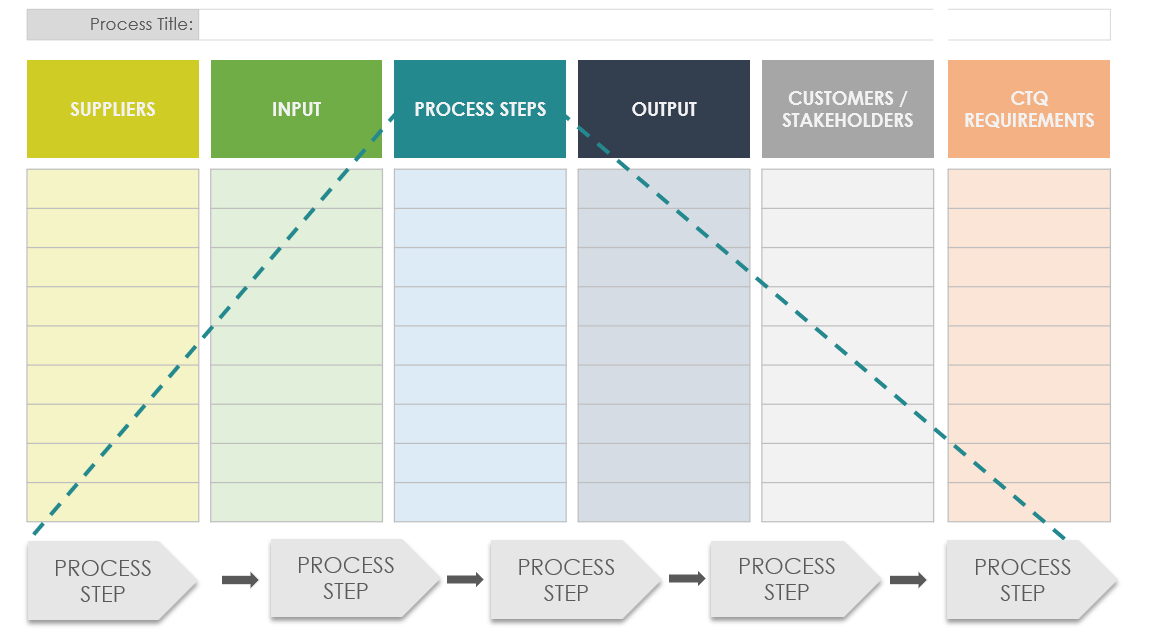 Process Title:
SUPPLIERS
INPUT
PROCESS STEPS
OUTPUT
CUSTOMERS /
STAKEHOLDERS
CTQ
REQUIREMENTS
PROCESS
STEP
PROCESS
STEP
PROCESS
STEP
PROCESS
STEP
PROCESS
STEP